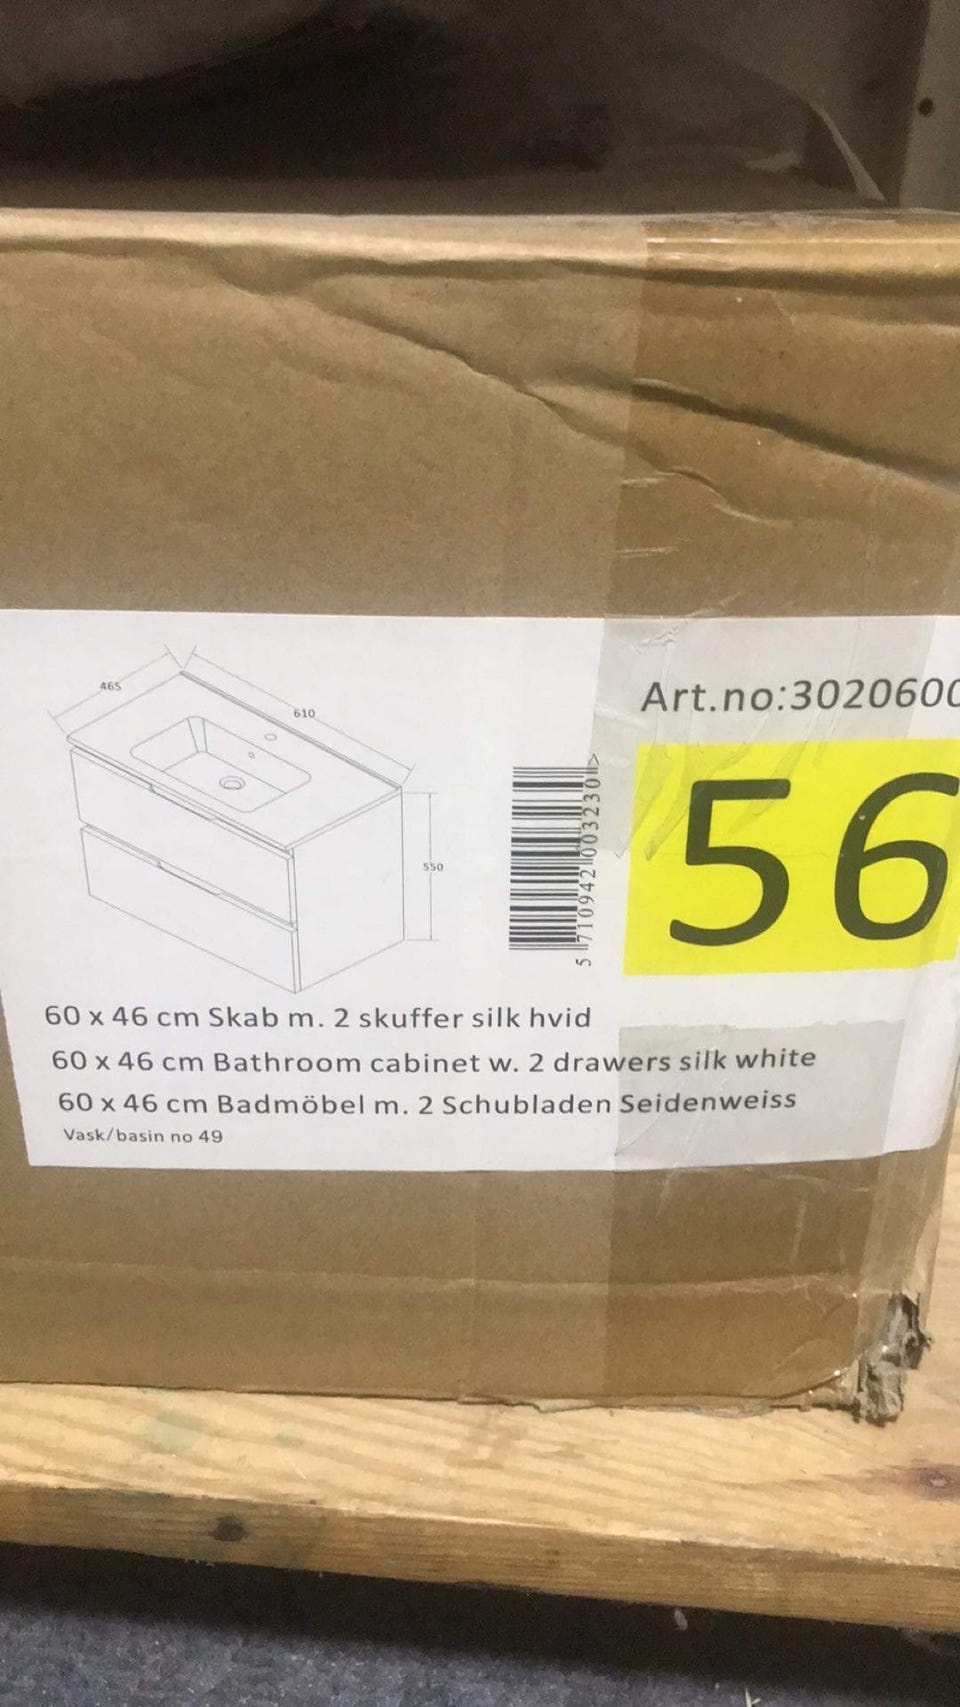 465
610
550
Art.no:3020600
56
5 710942 003230 >
60 x 46 cm Skab m. 2 skuffer silk hvid
60 x 46 cm Bathroom cabinet w. 2 drawers silk white
60 x 46 cm Badmöbel m. 2 Schubladen Seidenweiss
Vask/basin no 49